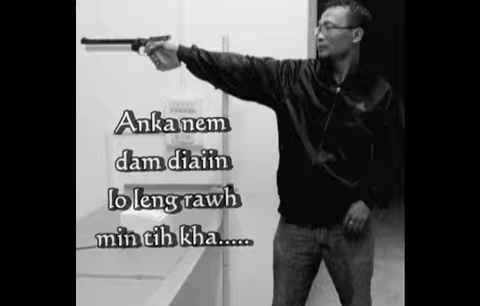 Anka nem
dam diaiin
lo leng rawh
min tih kha.....